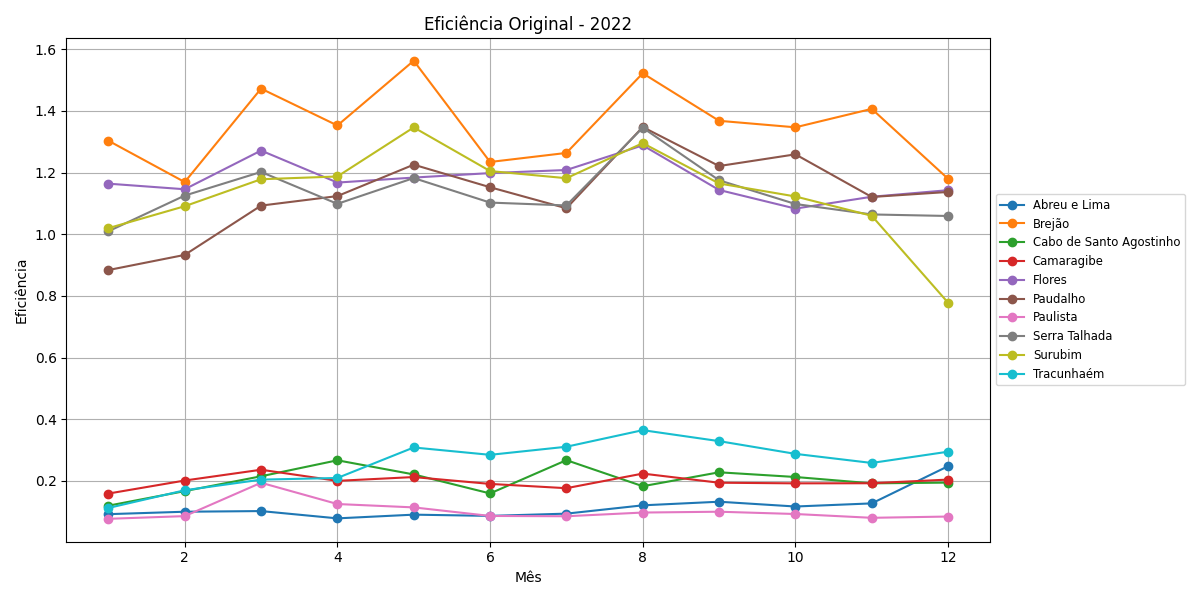 Eficiência Original - 2022
1.6
1.4
1.2
1.0
0.8
0.6
0.4
0.2
Eficiência
2 4 6 8 10 12
Mês
Abreu e Lima
Brejão
Cabo de Santo Agostinho
Camaragibe
Flores
Paudalho
Paulista
Serra Talhada
Surubim
Tracunhaém